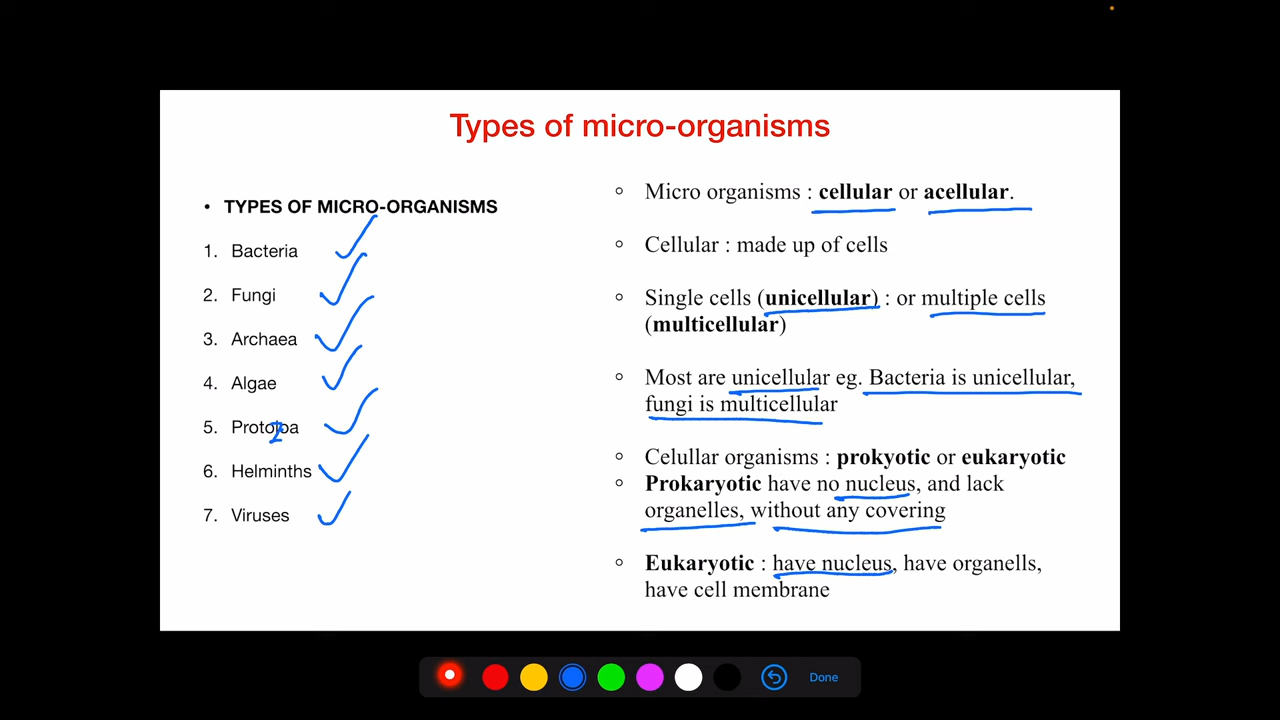 Types of micro-organisms
• TYPES OF MICRO-ORGANISMS
1. Bacteria
2. Fungi
3. Archaea
4. Algae
5. Protozoa
6. Helminths
7. Viruses
Micro organisms : cellular or acellular.
Cellular : made up of cells
Single cells (unicellular) : or multiple cells
(multicellular)
Most are unicellular eg. Bacteria is unicellular,
fungi is multicellular
Celullar organisms : prokyotic or eukaryotic
Prokaryotic have no nucleus, and lack
organelles, without any covering
Eukaryotic : have nucleus, have organells,
have cell membrane
Done